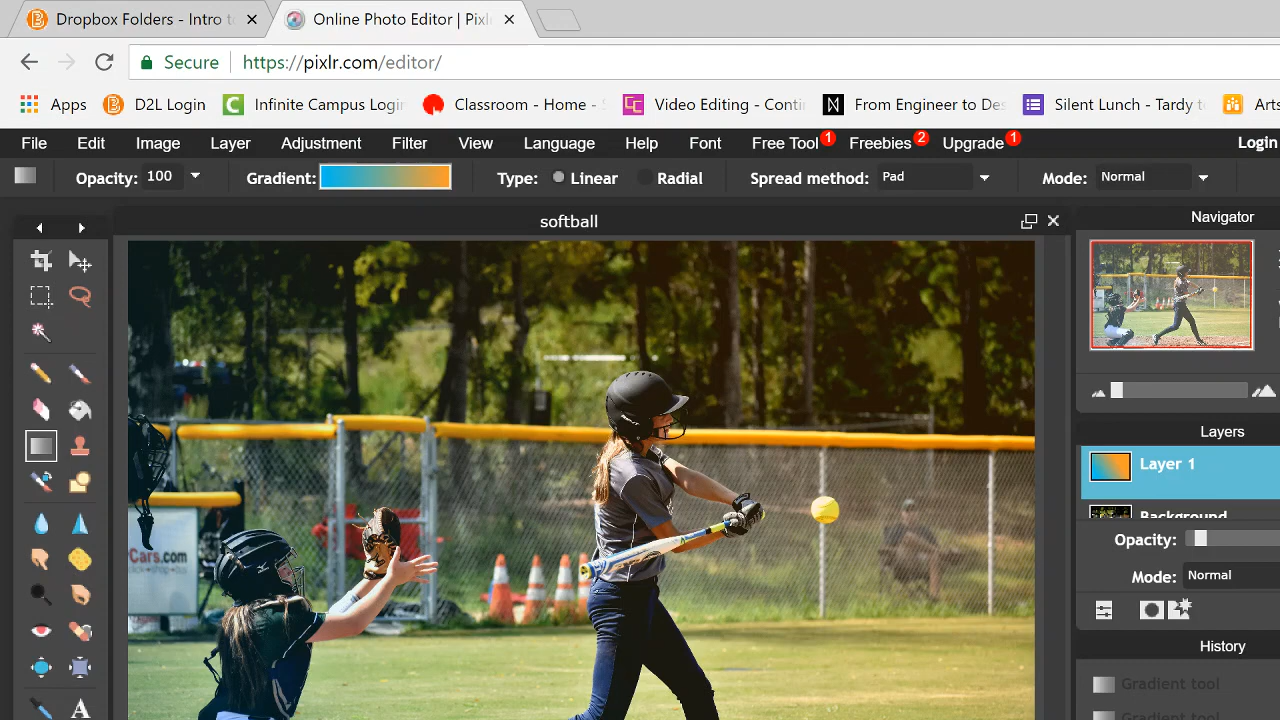 Dropbox Folders - Intro t
Online Photo Editor | Pixl
Secure https://pixlr.com/editor/
Apps D2L Login Infinite Campus Login Classroom - Home - Video Editing - Conti From Engineer to Des Silent Lunch - Tardy t Arts
File Edit Image Layer Adjustment Filter View Language Help Font Free Tool 1 Freebies 2 Upgrade 1 Login
Opacity: 100 Gradient: Type: Linear Radial Spread method: Pad Mode: Normal
softball
Navigator
Layers
Layer 1
Background
Opacity:
Mode: Normal
History
Gradient tool
Cars.com